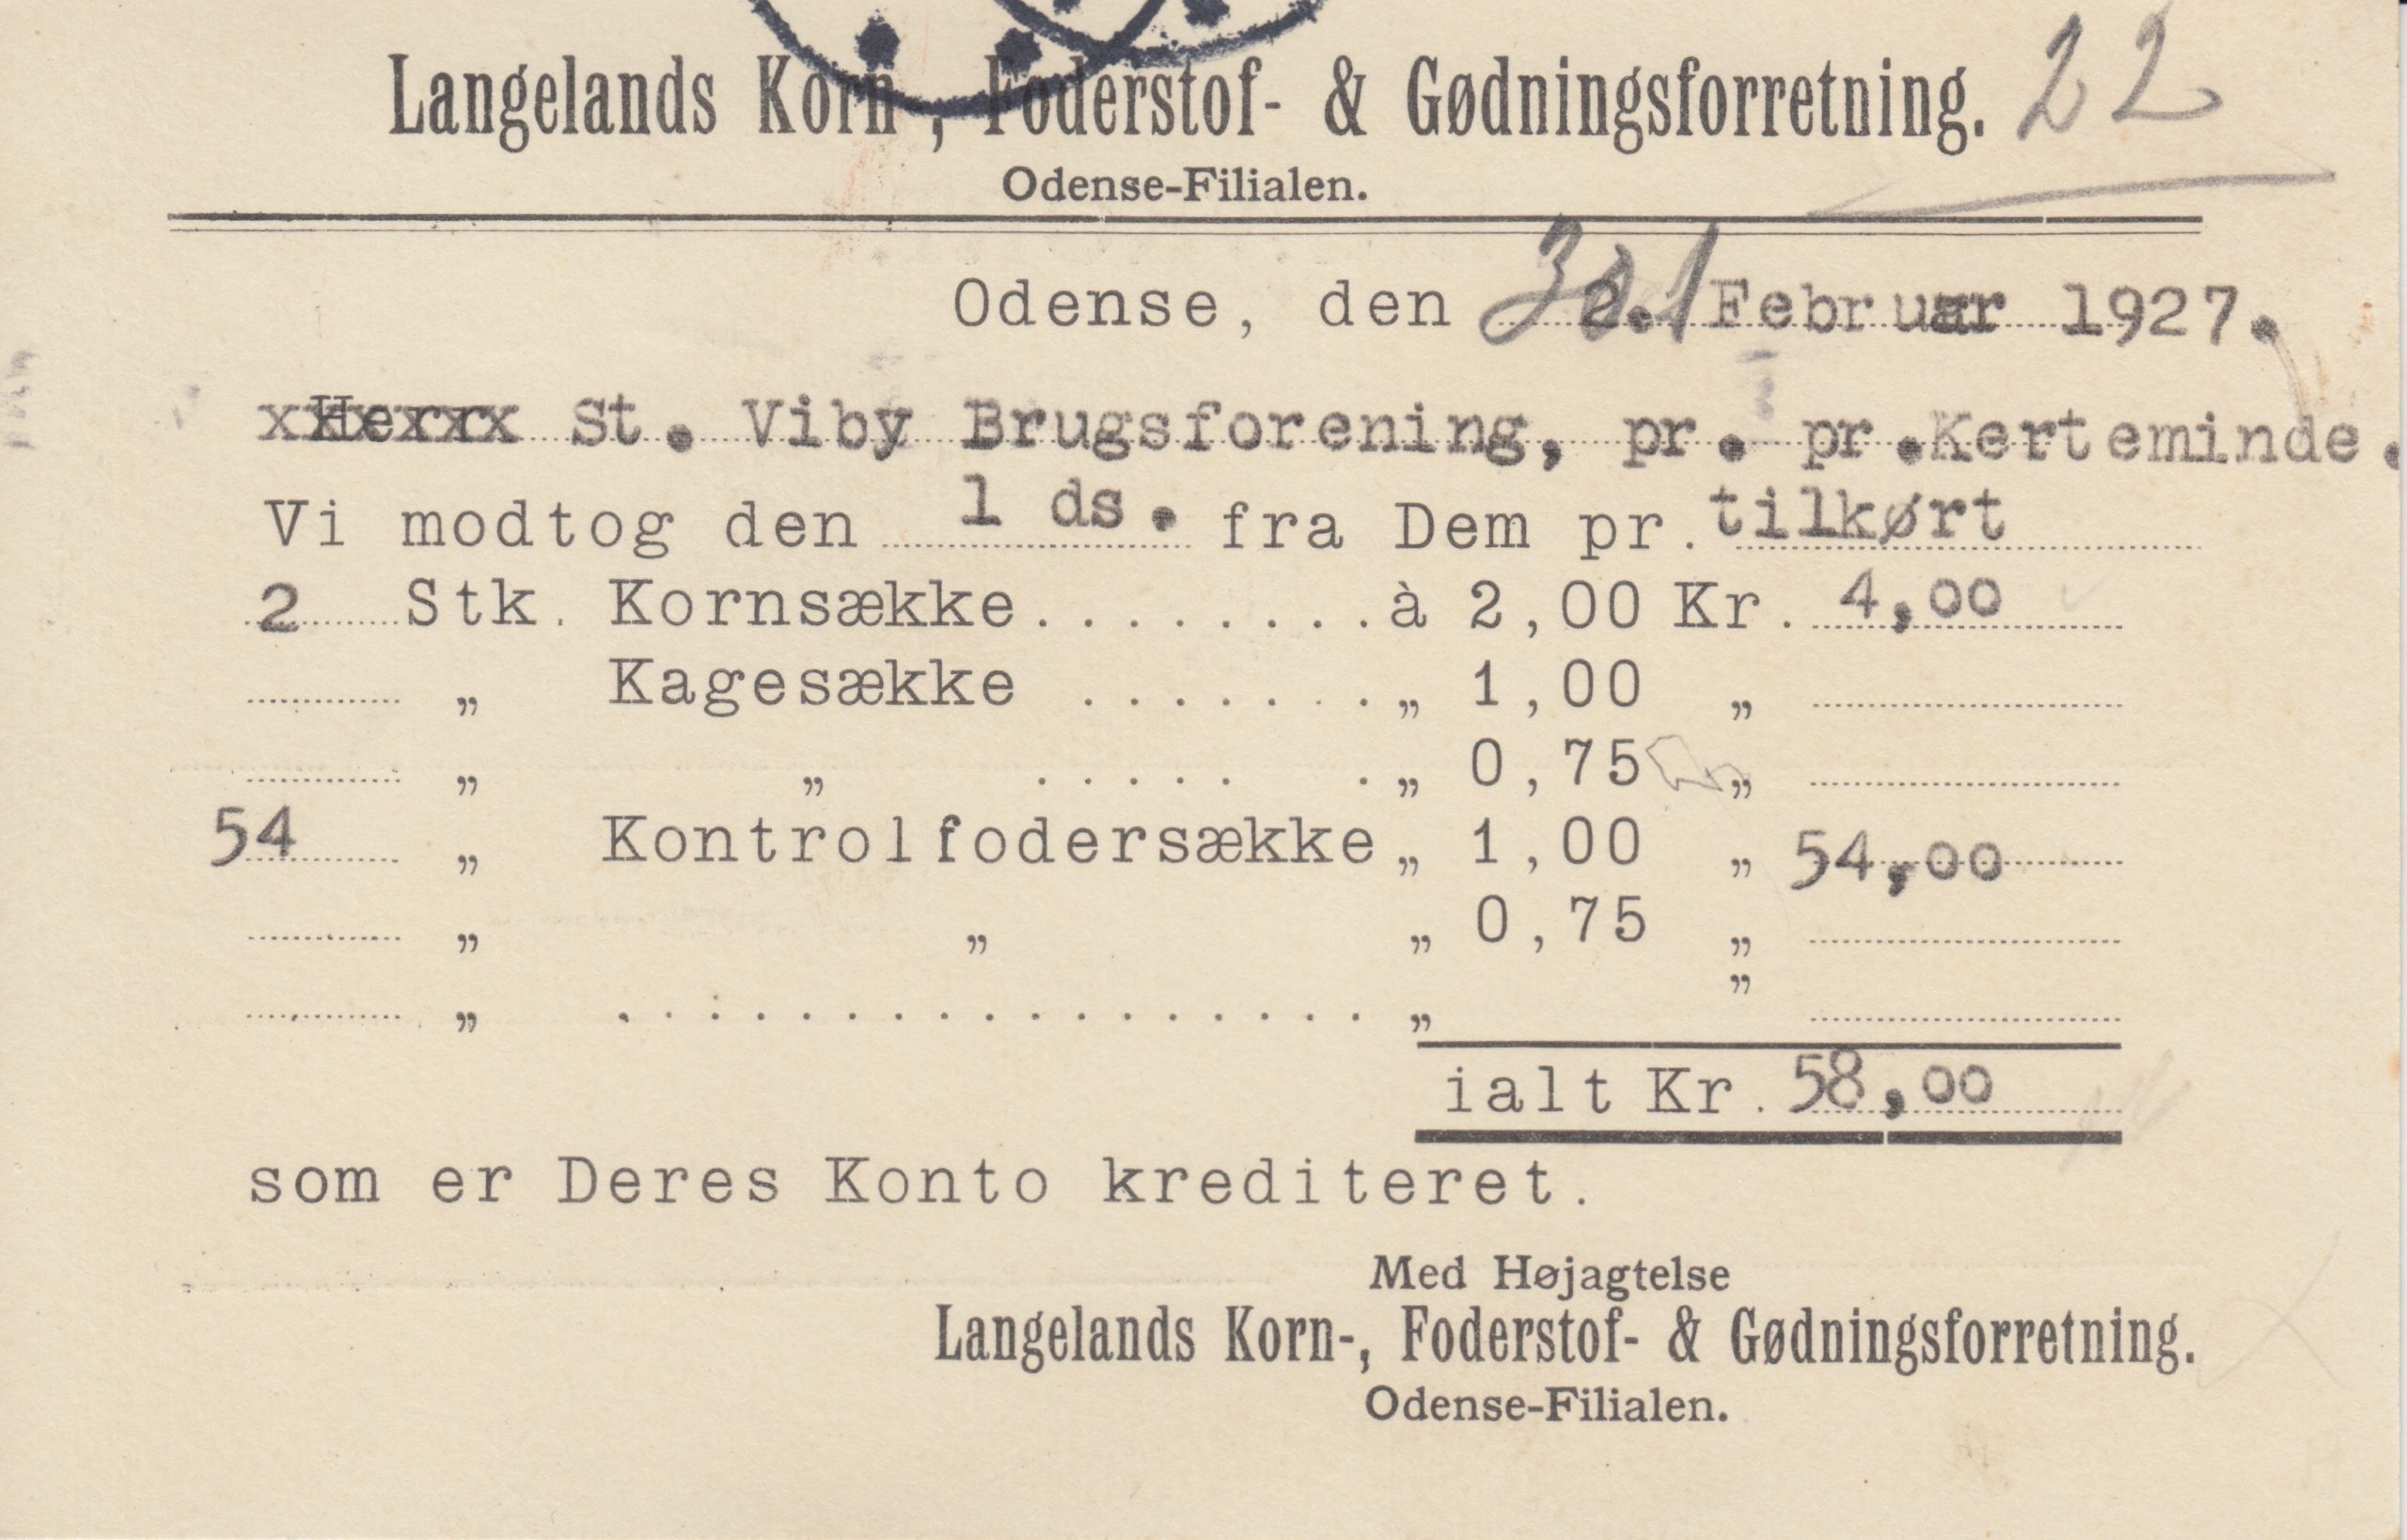 Langelands Korn-, Foderstof- & Gødningsforretning. 22
Odense-Filialen.
Odense, den 2. Februar 1927.
St. Viby Brugsforening, pr. pr.Kerteminde.
Vi modtog den 1 ds. fra Dem pr. tilkørt
2 Stk. Kornsække........à 2,00 Kr. 4,00
„ Kagesække .......„ 1,00 „
„ „ ..... .„ 0,75 „
54 „ Kontrolfodersække„ 1,00 „ 54,00
„ „ „ 0,75 „
„
„ ................. „
ialt Kr. 58,00
som er Deres Konto krediteret.
Med Højagtelse
Langelands Korn-, Foderstof- & Gødningsforretning.
Odense-Filialen.